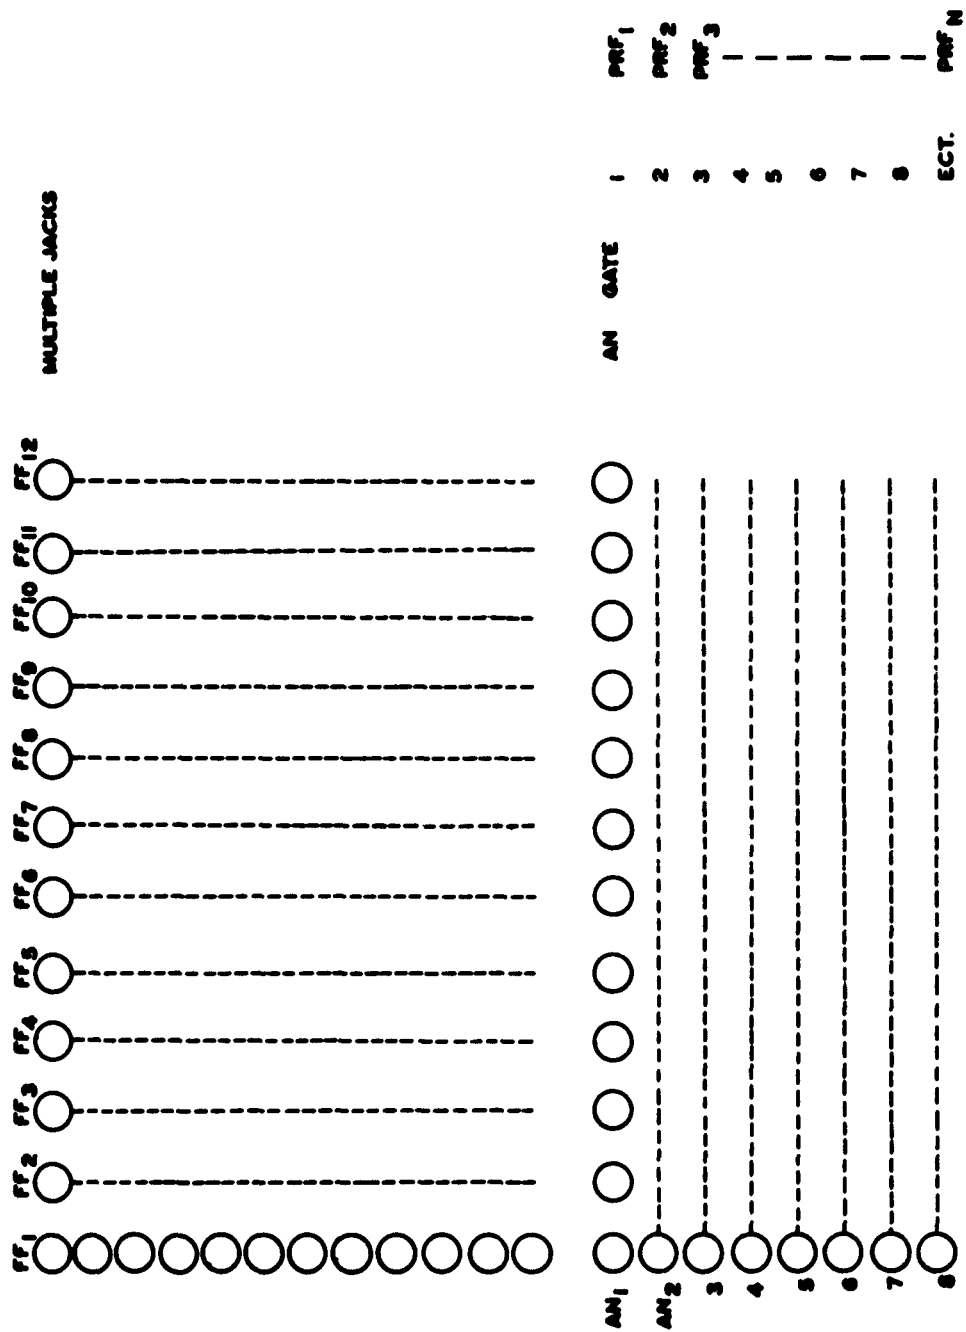 FF1 FF2 FF3 FF4 FF5 FF6 FF7 FF8 FF9 FF10 FF11 FF12
MULTIPLE JACKS
AN1 AN GATE 1 PRF1
AN2 2 PRF2
3 3 PRF3
4 4
5 5
6 6
7 7
8 8
ECT. PRFN